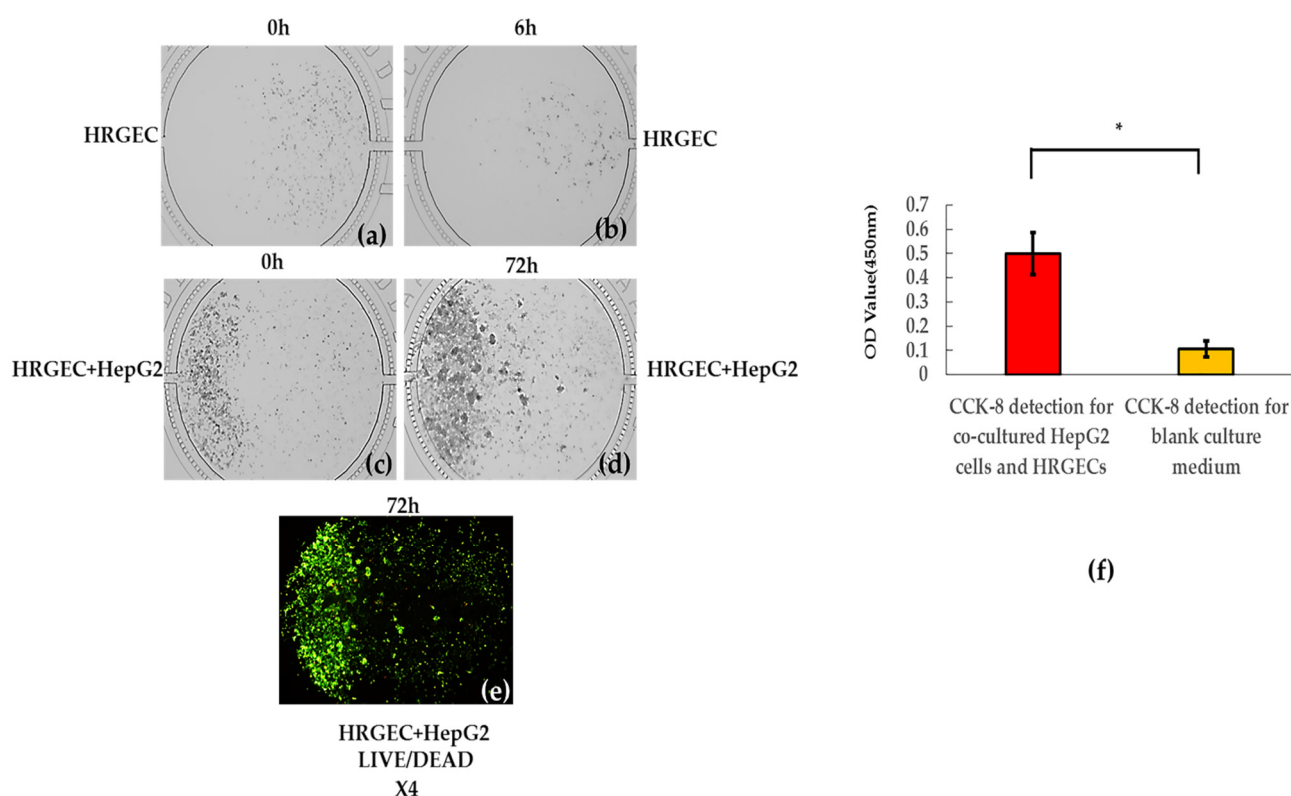 0h
6h
HRGEC
HRGEC
(a)
(b)
0h
72h
HRGEC+HepG2
HRGEC+HepG2
(c)
(d)
72h
(e)
HRGEC+HepG2
LIVE/DEAD
X4
*
OD Value(450nm)
0.7
0.6
0.5
0.4
0.3
0.2
0.1
0
CCK-8 detection for
co-cultured HepG2
cells and HRGECs
CCK-8 detection for
blank culture
medium
(f)